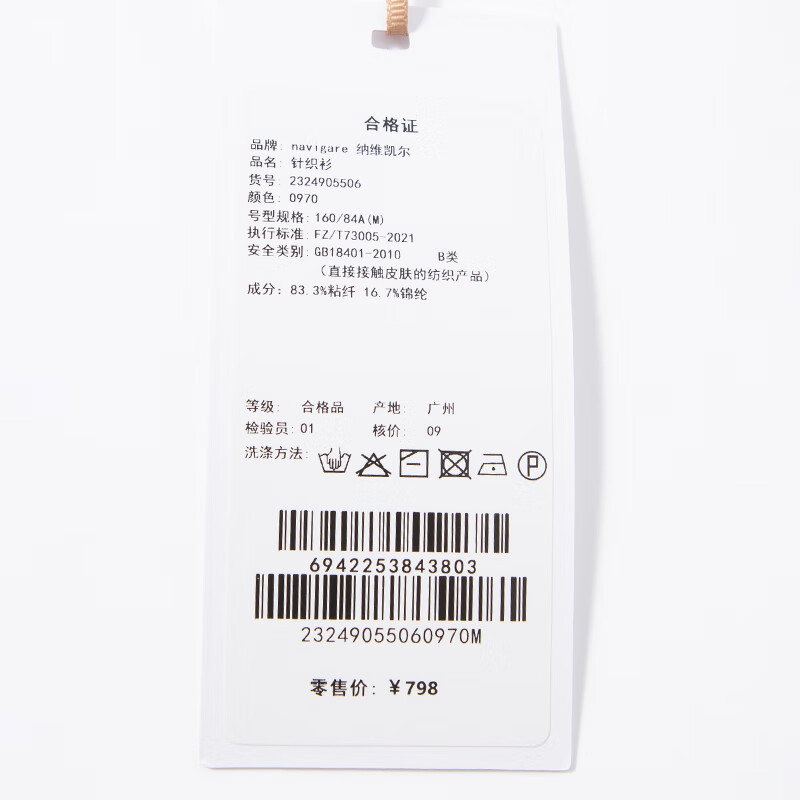 合格证
品牌: navigare 纳维凯尔
品名: 针织衫
货号: 2324905506
颜色: 0970
号型规格: 160/84A(M)
执行标准: FZ/T73005-2021
安全类别: GB18401-2010 B类
（直接接触皮肤的纺织产品）
成分: 83.3%粘纤 16.7%锦纶
等级: 合格品 产地: 广州
检验员: 01 核价: 09
洗涤方法: P
6942253843803
23249055060970M
零售价: ￥798